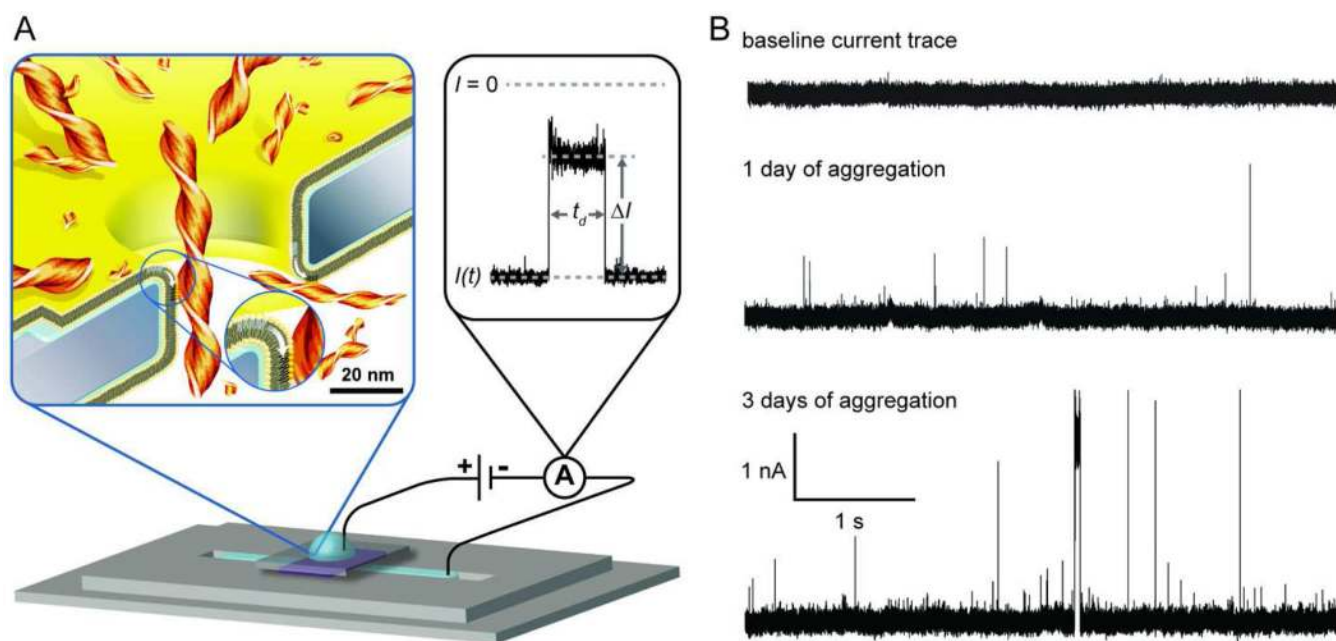 A
I = 0
I(t)
t_d
ΔI
20 nm
+
-
A
B
baseline current trace
1 day of aggregation
3 days of aggregation
1 nA
1 s